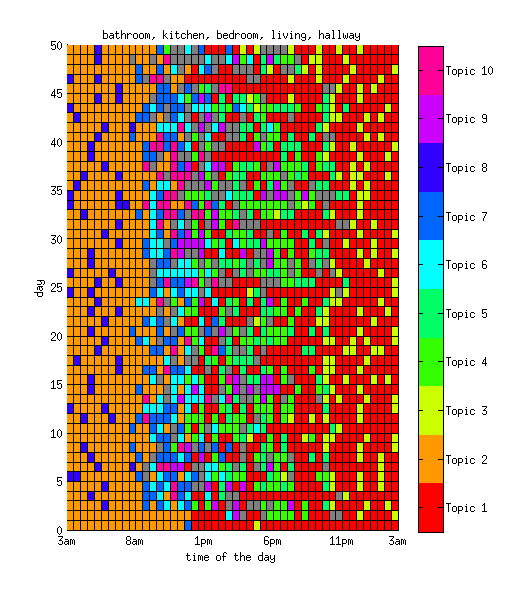 bathroom, kitchen, bedroom, living, hallway
50
45
40
35
30
25
20
15
10
5
0
day
3am 8am 1pm 6pm 11pm 3am
time of the day
Topic 10
Topic 9
Topic 8
Topic 7
Topic 6
Topic 5
Topic 4
Topic 3
Topic 2
Topic 1